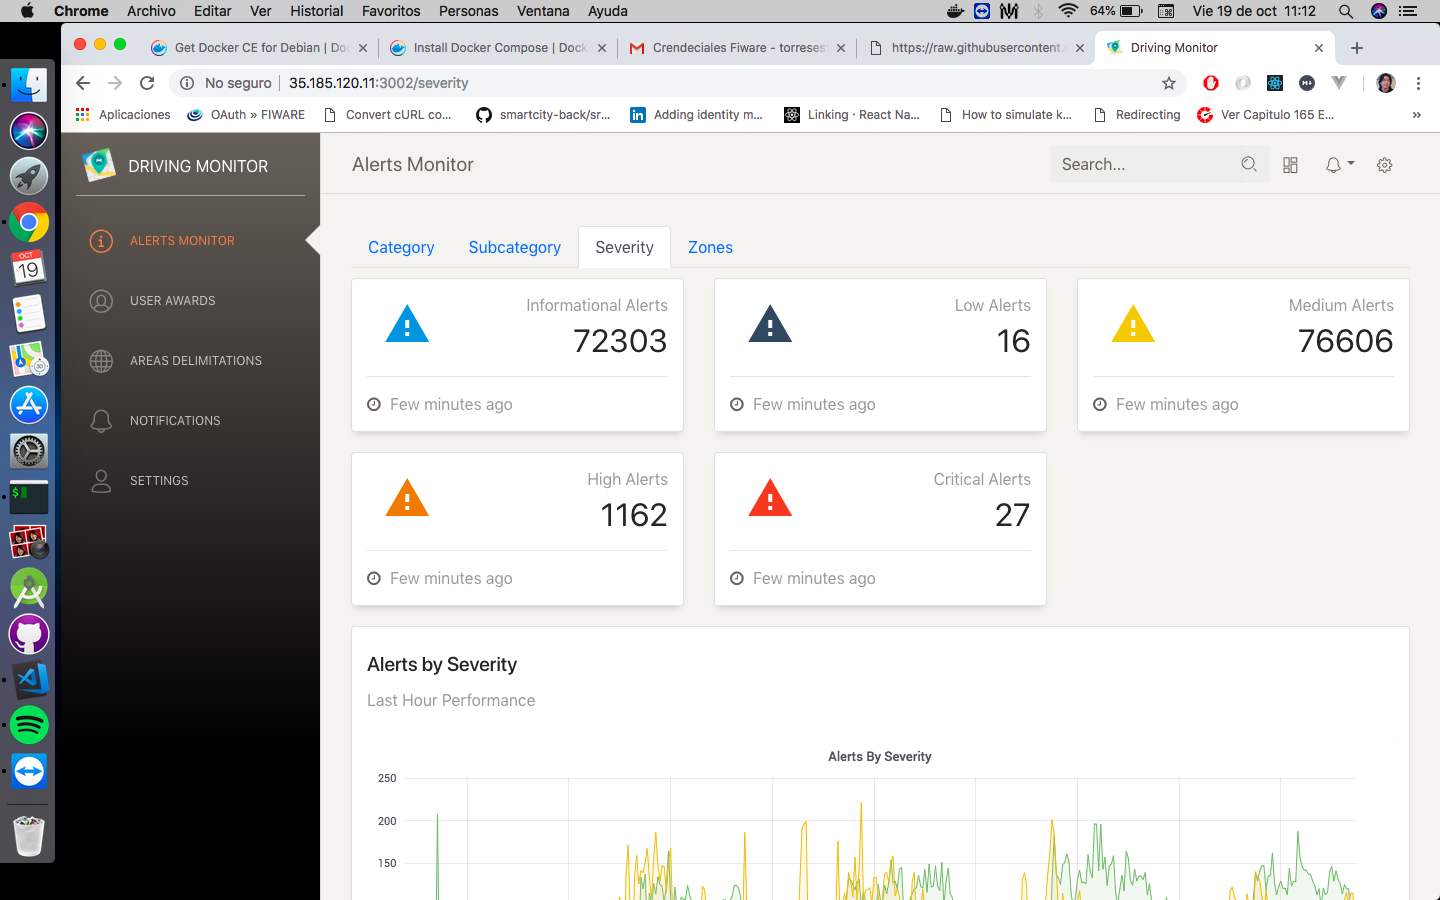 Chrome Archivo Editar Ver Historial Favoritos Personas Ventana Ayuda 64% Vie 19 de oct 11:12
Get Docker CE for Debian | Do
Install Docker Compose | Dock
Crendeciales Fiware - torreses
https://raw.githubusercontent.
Driving Monitor
No seguro 35.185.120.11:3002/severity
Aplicaciones OAuth » FIWARE Convert cURL co... smartcity-back/sr... Adding identity m... Linking · React Na... How to simulate k... Redirecting Ver Capitulo 165 E... »
OCT
19
DRIVING MONITOR
ALERTS MONITOR
USER AWARDS
AREAS DELIMITATIONS
NOTIFICATIONS
SETTINGS
Alerts Monitor
Search...
Category Subcategory Severity Zones
Informational Alerts
72303
Few minutes ago
Low Alerts
16
Few minutes ago
Medium Alerts
76606
Few minutes ago
High Alerts
1162
Few minutes ago
Critical Alerts
27
Few minutes ago
Alerts by Severity
Last Hour Performance
Alerts By Severity
250
200
150